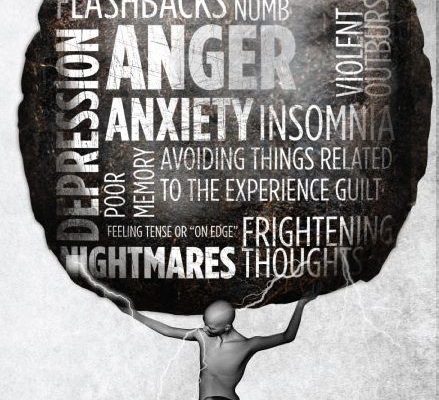 FLASHBACKS NUMB
ANGER
VIOLENT OUTBURST
DEPRESSION
ANXIETY INSOMNIA
POOR MEMORY
AVOIDING THINGS RELATED
TO THE EXPERIENCE GUILT
FEELING TENSE OR "ON EDGE"
FRIGHTENING
THOUGHTS
NIGHTMARES